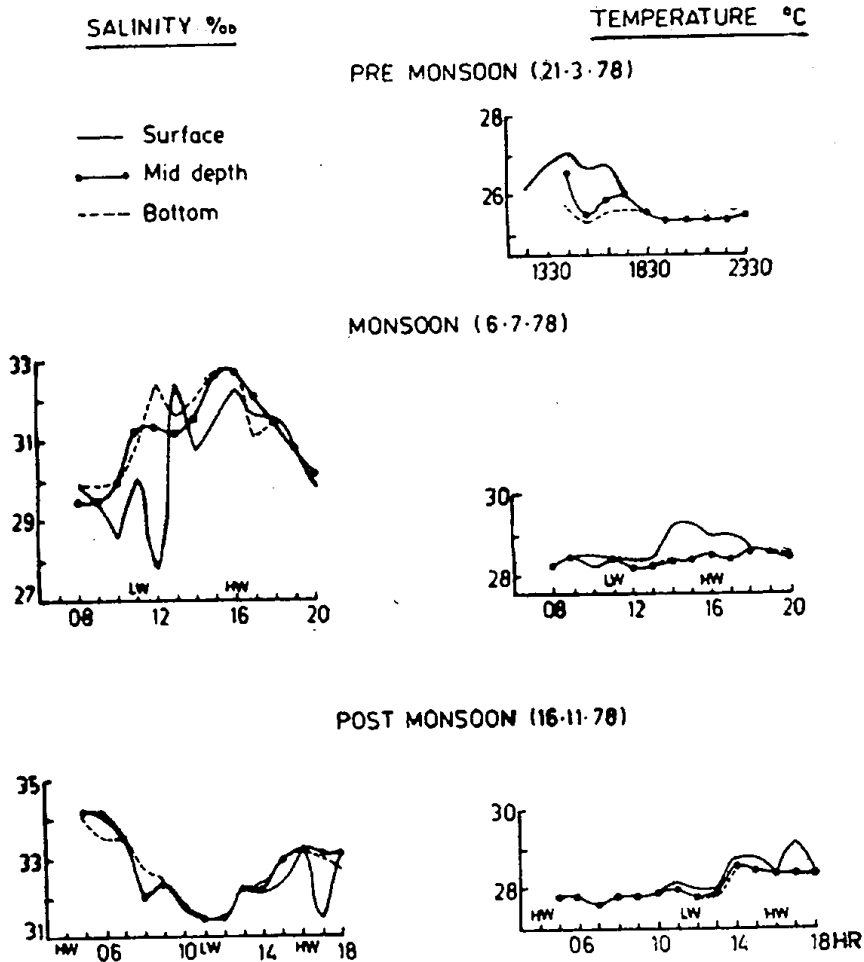 SALINITY ‰
TEMPERATURE °C
PRE MONSOON (21·3·78)
Surface
Mid depth
Bottom
28
26
1330 1830 2330
MONSOON (6·7·78)
33
31
29
27
LW HW
08 12 16 20
30
28
LW HW
08 12 16 20
POST MONSOON (16·11·78)
35
33
31
HW 06 10 LW 14 HW 18
30
28
HW LW HW
06 10 14 18 HR